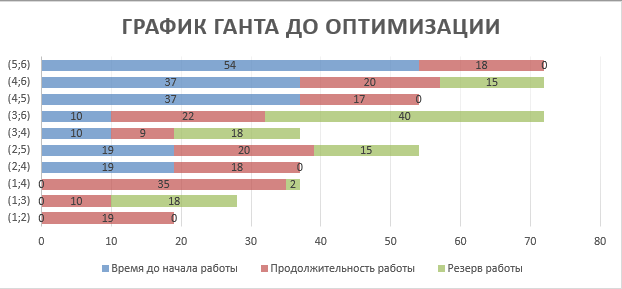 ГРАФИК ГАНТА ДО ОПТИМИЗАЦИИ
(5;6) 54 18 0
(4;6) 37 20 15
(4;5) 37 17 0
(3;6) 10 22 40
(3;4) 10 9 18
(2;5) 19 20 15
(2;4) 19 18 0
(1;4) 0 35 2
(1;3) 0 10 18
(1;2) 0 19 0
0 10 20 30 40 50 60 70 80
Время до начала работы Продолжительность работы Резерв работы